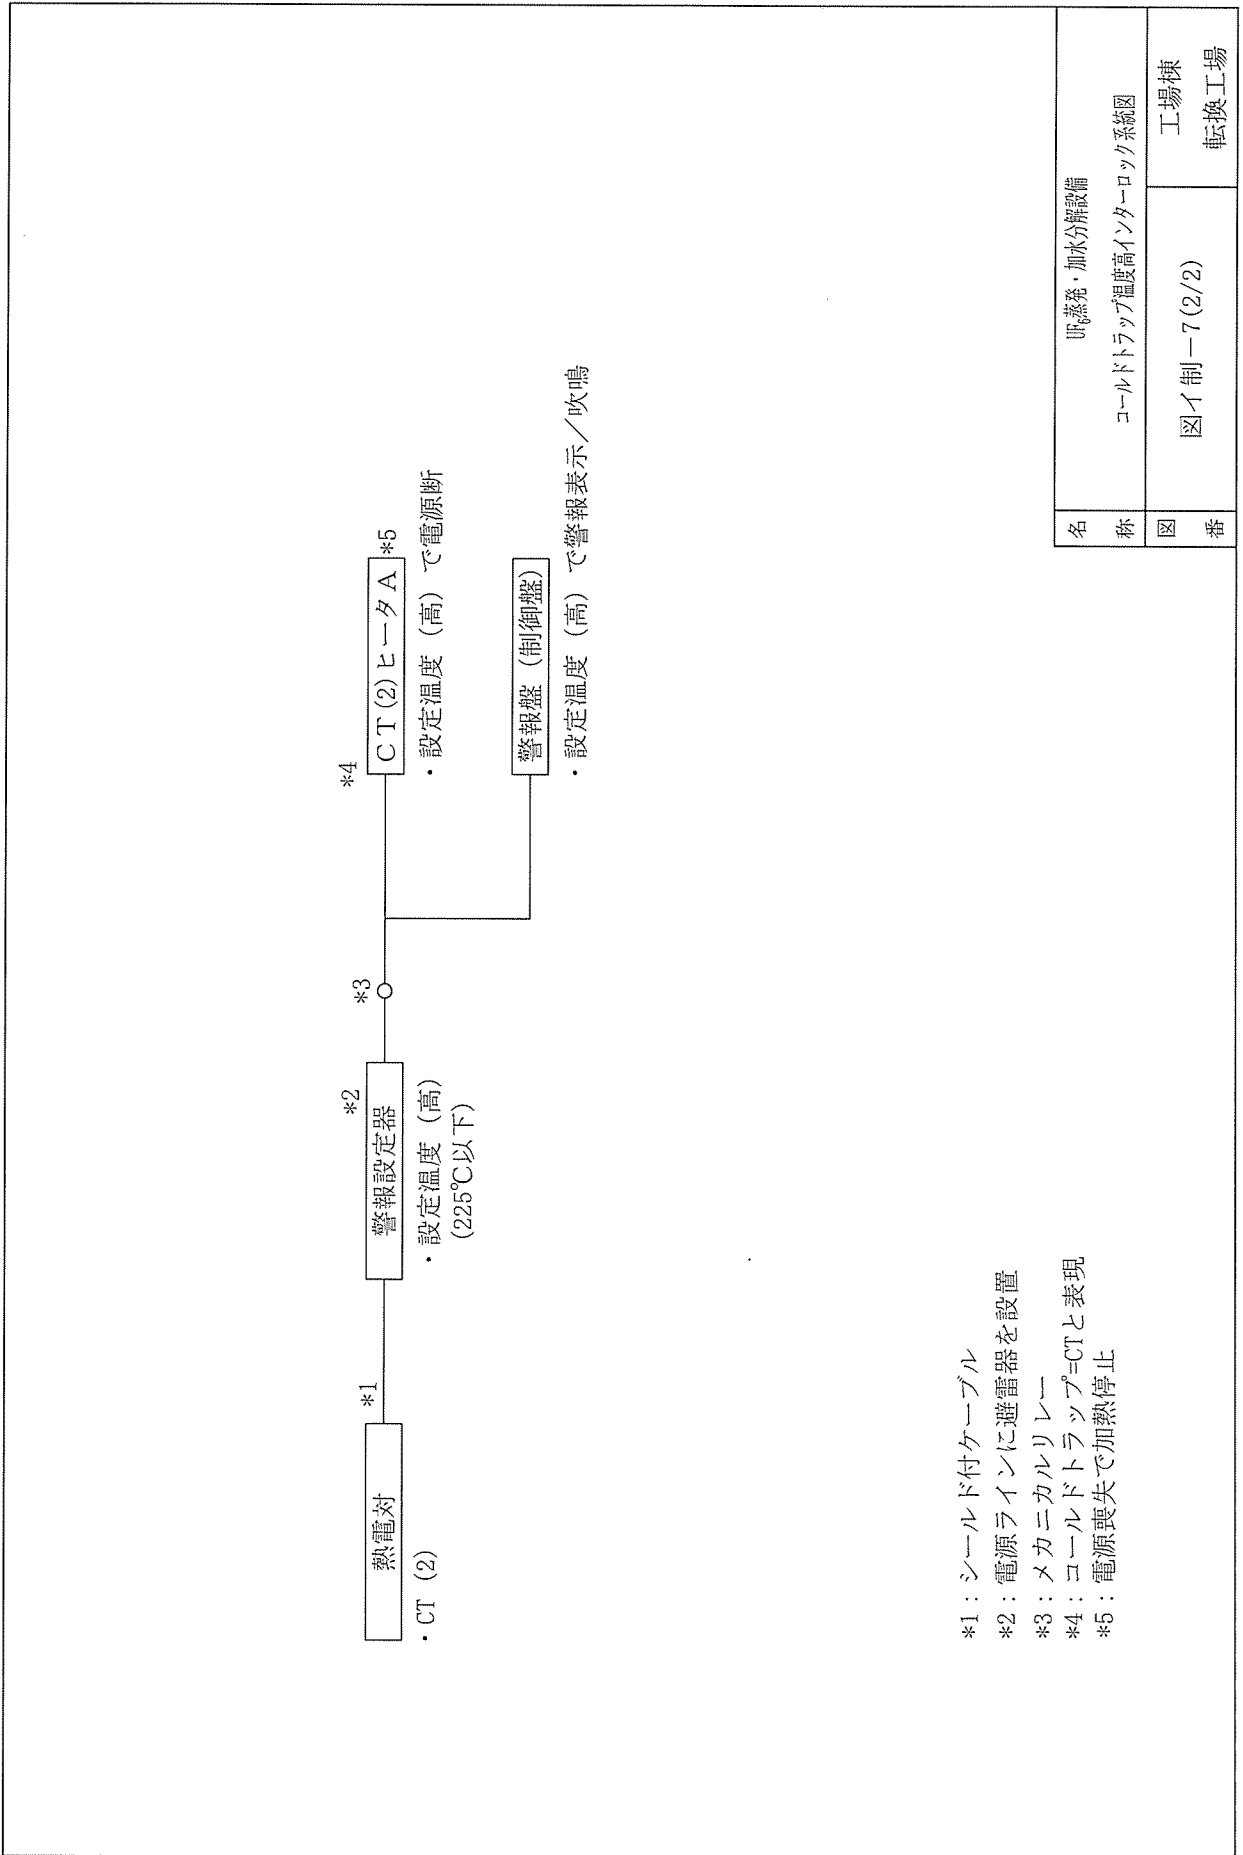 熱電対
*1
・CT (2)
警報設定器
*2
・設定温度 (高)
(225℃以下)
*3
*4
ＣＴ(2)ヒータＡ
*5
・設定温度 (高) で電源断
警報盤 (制御盤)
・設定温度 (高) で警報表示／吹鳴
*1：シールド付ケーブル
*2：電源ラインに避雷器を設置
*3：メカニカルリレー
*4：コールドトラップ=CTと表現
*5：電源喪失で加熱停止
名称
UF₆蒸発・加水分解設備
コールドトラップ温度高インターロック系統図
図番
図イ制－7(2/2)
工場棟
転換工場